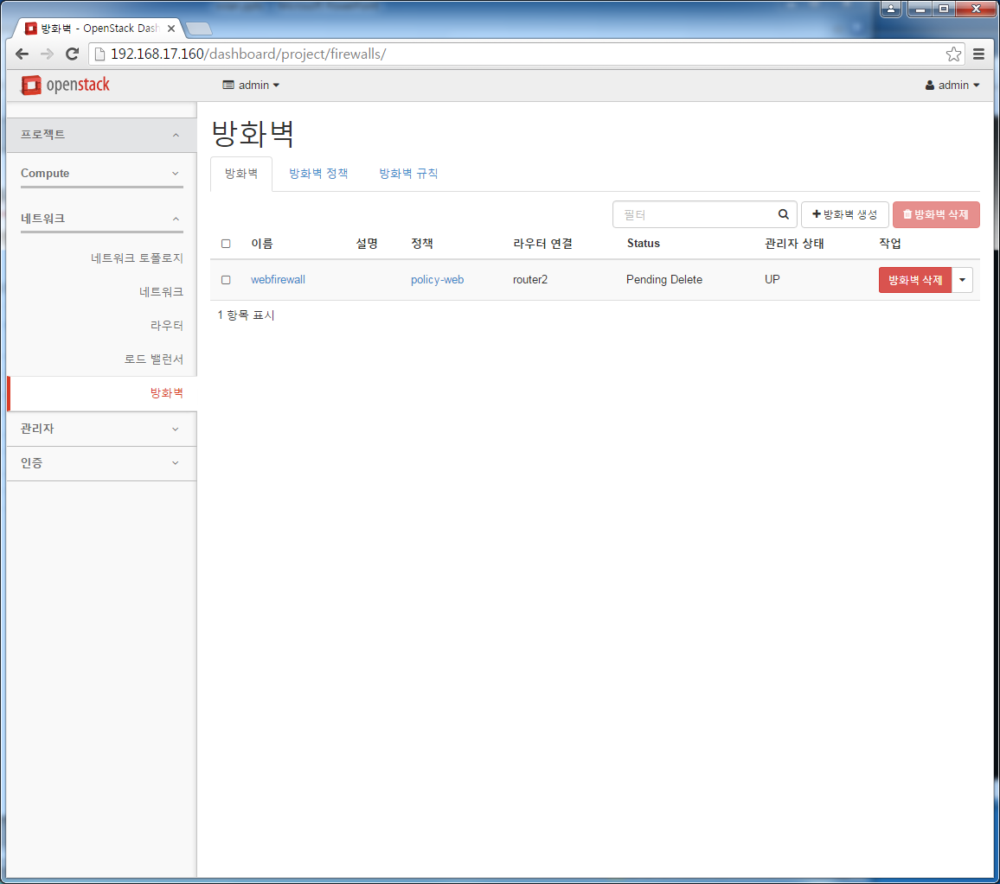 방화벽 - OpenStack Dash
192.168.17.160/dashboard/project/firewalls/
openstack
admin
admin
프로젝트
Compute
네트워크
네트워크 토폴로지
네트워크
라우터
로드 밸런서
방화벽
관리자
인증
방화벽
방화벽 방화벽 정책 방화벽 규칙
필터 방화벽 생성 방화벽 삭제
이름 설명 정책 라우터 연결 Status 관리자 상태 작업
webfirewall policy-web router2 Pending Delete UP 방화벽 삭제
1 항목 표시